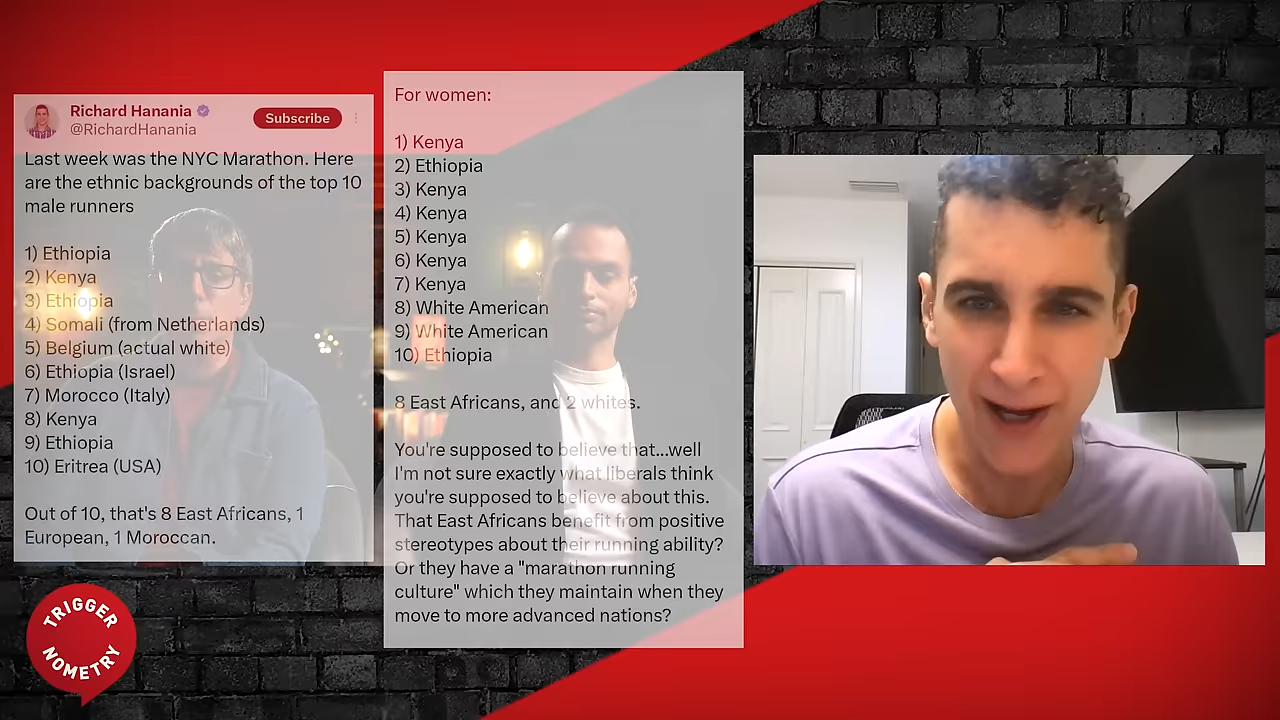 Richard Hanania
@RichardHanania
Subscribe
Last week was the NYC Marathon. Here
are the ethnic backgrounds of the top 10
male runners
1) Ethiopia
2) Kenya
3) Ethiopia
4) Somali (from Netherlands)
5) Belgium (actual white)
6) Ethiopia (Israel)
7) Morocco (Italy)
8) Kenya
9) Ethiopia
10) Eritrea (USA)
Out of 10, that's 8 East Africans, 1
European, 1 Moroccan.
For women:
1) Kenya
2) Ethiopia
3) Kenya
4) Kenya
5) Kenya
6) Kenya
7) Kenya
8) White American
9) White American
10) Ethiopia
8 East Africans, and 2 whites.
You're supposed to believe that...well
I'm not sure exactly what liberals think
you're supposed to believe about this.
That East Africans benefit from positive
stereotypes about their running ability?
Or they have a "marathon running
culture" which they maintain when they
move to more advanced nations?
TRIGGER
NOMETRY